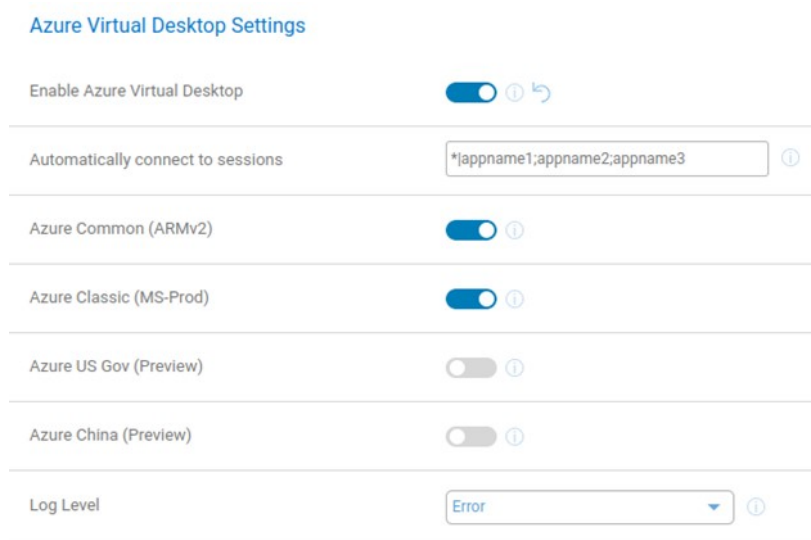 Azure Virtual Desktop Settings
Enable Azure Virtual Desktop
Automatically connect to sessions *|appname1;appname2;appname3
Azure Common (ARMv2)
Azure Classic (MS-Prod)
Azure US Gov (Preview)
Azure China (Preview)
Log Level Error